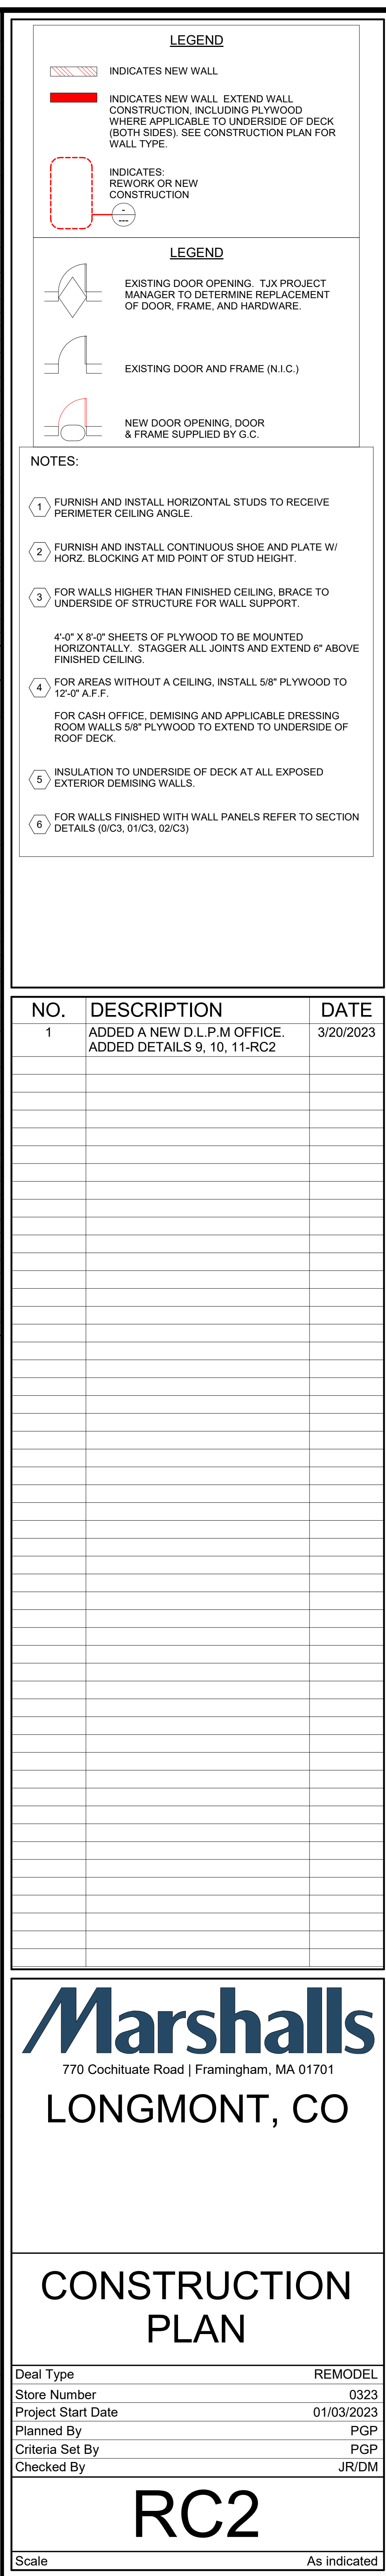 LEGEND
INDICATES NEW WALL
INDICATES NEW WALL EXTEND WALL
CONSTRUCTION, INCLUDING PLYWOOD
WHERE APPLICABLE TO UNDERSIDE OF DECK
(BOTH SIDES). SEE CONSTRUCTION PLAN FOR
WALL TYPE.
INDICATES:
REWORK OR NEW
CONSTRUCTION
-
---
LEGEND
EXISTING DOOR OPENING. TJX PROJECT
MANAGER TO DETERMINE REPLACEMENT
OF DOOR, FRAME, AND HARDWARE.
EXISTING DOOR AND FRAME (N.I.C.)
NEW DOOR OPENING, DOOR
& FRAME SUPPLIED BY G.C.
NOTES:
1 FURNISH AND INSTALL HORIZONTAL STUDS TO RECEIVE
PERIMETER CEILING ANGLE.
2 FURNISH AND INSTALL CONTINUOUS SHOE AND PLATE W/
HORZ. BLOCKING AT MID POINT OF STUD HEIGHT.
3 FOR WALLS HIGHER THAN FINISHED CEILING, BRACE TO
UNDERSIDE OF STRUCTURE FOR WALL SUPPORT.
4'-0" X 8'-0" SHEETS OF PLYWOOD TO BE MOUNTED
HORIZONTALLY. STAGGER ALL JOINTS AND EXTEND 6" ABOVE
FINISHED CEILING.
4 FOR AREAS WITHOUT A CEILING, INSTALL 5/8" PLYWOOD TO
12'-0" A.F.F.
FOR CASH OFFICE, DEMISING AND APPLICABLE DRESSING
ROOM WALLS 5/8" PLYWOOD TO EXTEND TO UNDERSIDE OF
ROOF DECK.
5 INSULATION TO UNDERSIDE OF DECK AT ALL EXPOSED
EXTERIOR DEMISING WALLS.
6 FOR WALLS FINISHED WITH WALL PANELS REFER TO SECTION
DETAILS (0/C3, 01/C3, 02/C3)
NO. DESCRIPTION DATE
1 ADDED A NEW D.L.P.M OFFICE. 3/20/2023
ADDED DETAILS 9, 10, 11-RC2
Marshalls
770 Cochituate Road | Framingham, MA 01701
LONGMONT, CO
CONSTRUCTION
PLAN
Deal Type REMODEL
Store Number 0323
Project Start Date 01/03/2023
Planned By PGP
Criteria Set By PGP
Checked By JR/DM
RC2
Scale As indicated